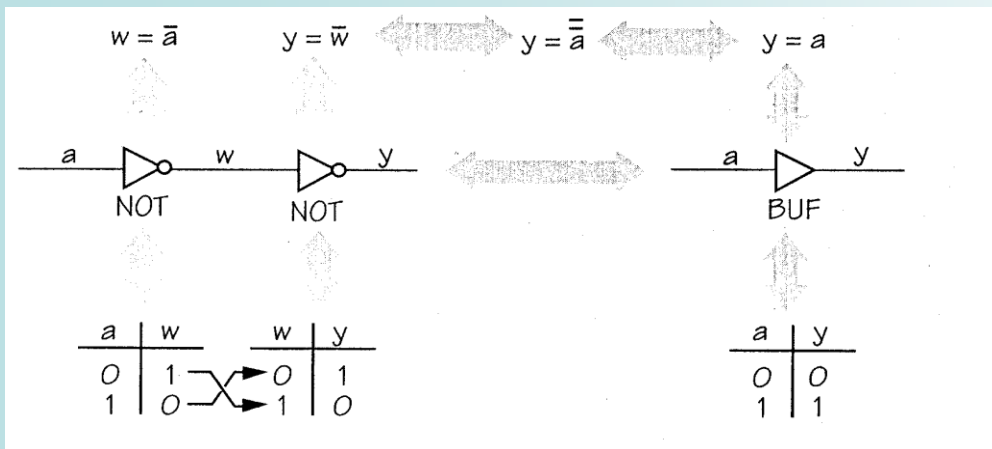 w = a̅ y = w̅ y = a̿ y = a
a w y a y
NOT NOT BUF
a w w y a y
0 1 0 1 0 0
1 0 1 0 1 1